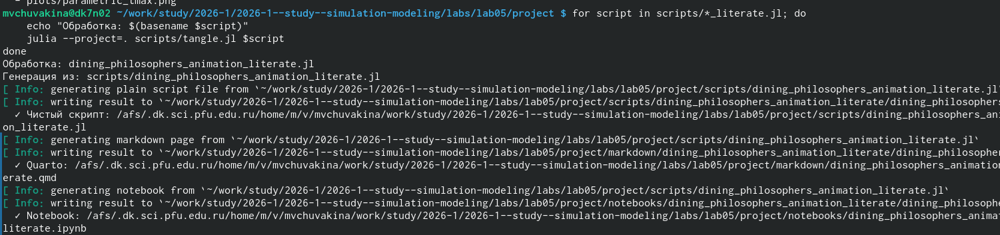 - plots/parametric_tmax.png
mvchuvakina@dk7n02 ~/work/study/2026-1/2026-1--study--simulation-modeling/labs/lab05/project $ for script in scripts/*_literate.jl; do
    echo "Обработка: $(basename $script)"
    julia --project=. scripts/tangle.jl $script
done
Обработка: dining_philosophers_animation_literate.jl
Генерация из: scripts/dining_philosophers_animation_literate.jl
[ Info: generating plain script file from `~/work/study/2026-1/2026-1--study--simulation-modeling/labs/lab05/project/scripts/dining_philosophers_animation_literate.jl`
[ Info: writing result to `~/work/study/2026-1/2026-1--study--simulation-modeling/labs/lab05/project/scripts/dining_philosophers_animation_literate/dining_philosophers
  ✓ Чистый скрипт: /afs/.dk.sci.pfu.edu.ru/home/m/v/mvchuvakina/work/study/2026-1/2026-1--study--simulation-modeling/labs/lab05/project/scripts/dining_philosophers_ani
on_literate.jl
[ Info: generating markdown page from `~/work/study/2026-1/2026-1--study--simulation-modeling/labs/lab05/project/scripts/dining_philosophers_animation_literate.jl`
[ Info: writing result to `~/work/study/2026-1/2026-1--study--simulation-modeling/labs/lab05/project/markdown/dining_philosophers_animation_literate/dining_philosophe
  ✓ Quarto: /afs/.dk.sci.pfu.edu.ru/home/m/v/mvchuvakina/work/study/2026-1/2026-1--study--simulation-modeling/labs/lab05/project/markdown/dining_philosophers_animation
erate.qmd
[ Info: generating notebook from `~/work/study/2026-1/2026-1--study--simulation-modeling/labs/lab05/project/scripts/dining_philosophers_animation_literate.jl`
[ Info: writing result to `~/work/study/2026-1/2026-1--study--simulation-modeling/labs/lab05/project/notebooks/dining_philosophers_animation_literate/dining_philosoph
  ✓ Notebook: /afs/.dk.sci.pfu.edu.ru/home/m/v/mvchuvakina/work/study/2026-1/2026-1--study--simulation-modeling/labs/lab05/project/notebooks/dining_philosophers_anima
literate.ipynb